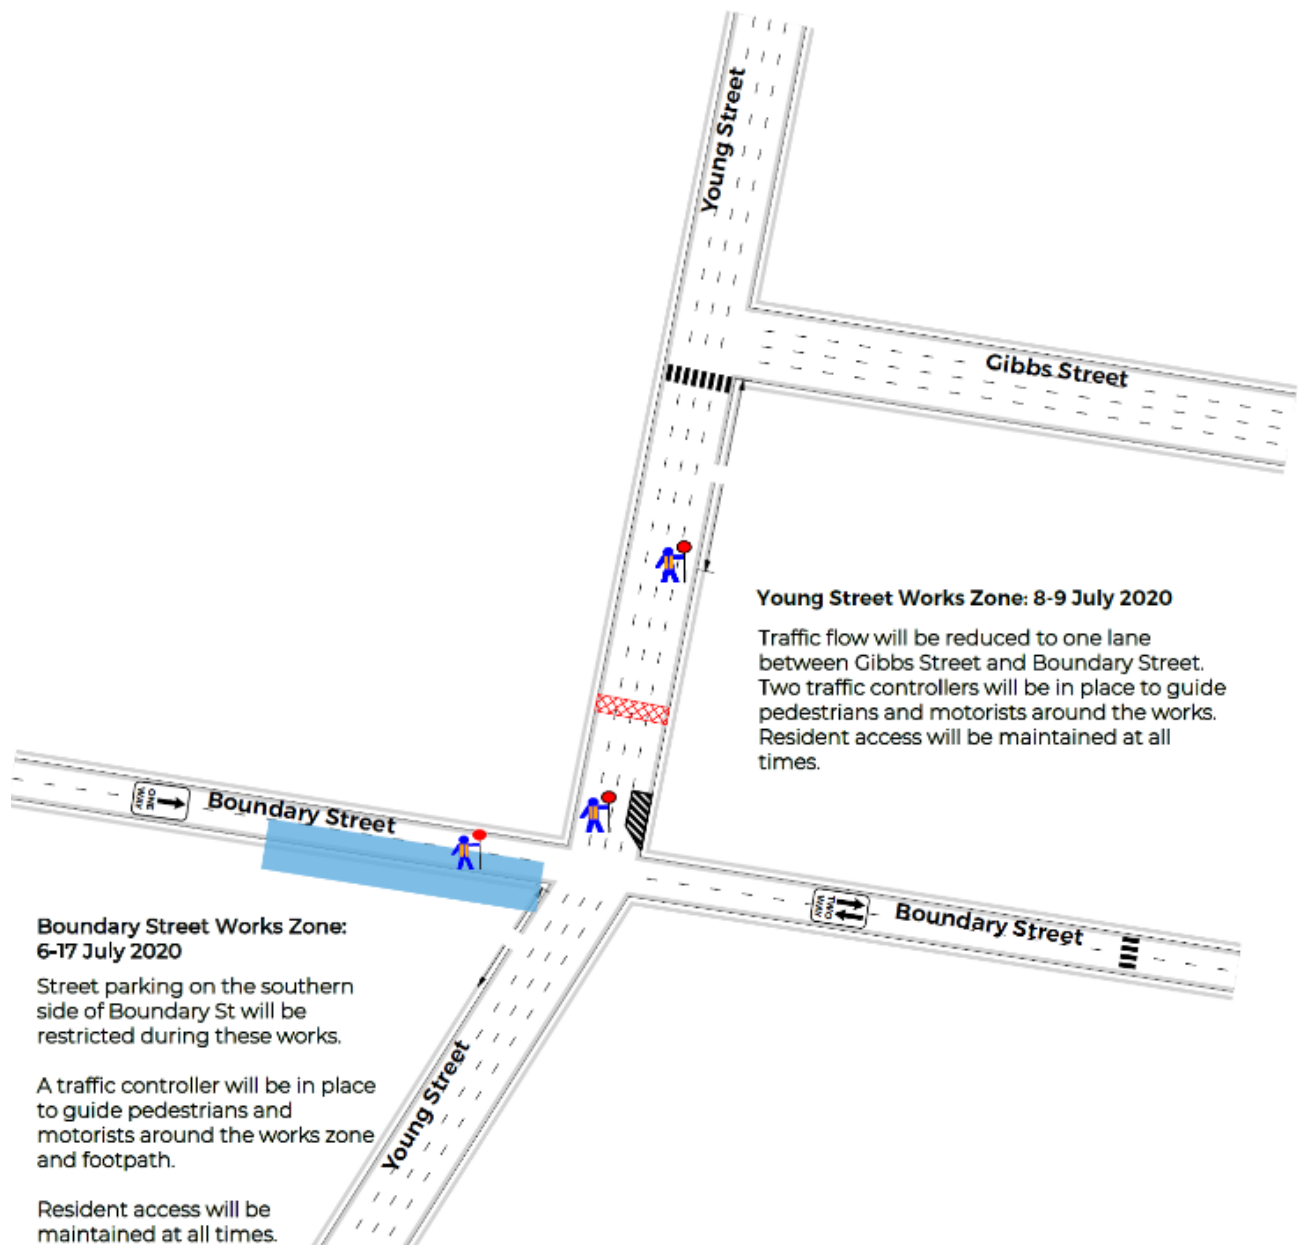 Young Street
Gibbs Street
Young Street Works Zone: 8-9 July 2020
Traffic flow will be reduced to one lane
between Gibbs Street and Boundary Street.
Two traffic controllers will be in place to guide
pedestrians and motorists around the works.
Resident access will be maintained at all
times.
ONE
WAY
Boundary Street
TWO
WAY
Boundary Street
Boundary Street Works Zone:
6-17 July 2020
Street parking on the southern
side of Boundary St will be
restricted during these works.
A traffic controller will be in place
to guide pedestrians and
motorists around the works zone
and footpath.
Resident access will be
maintained at all times.
Young Street